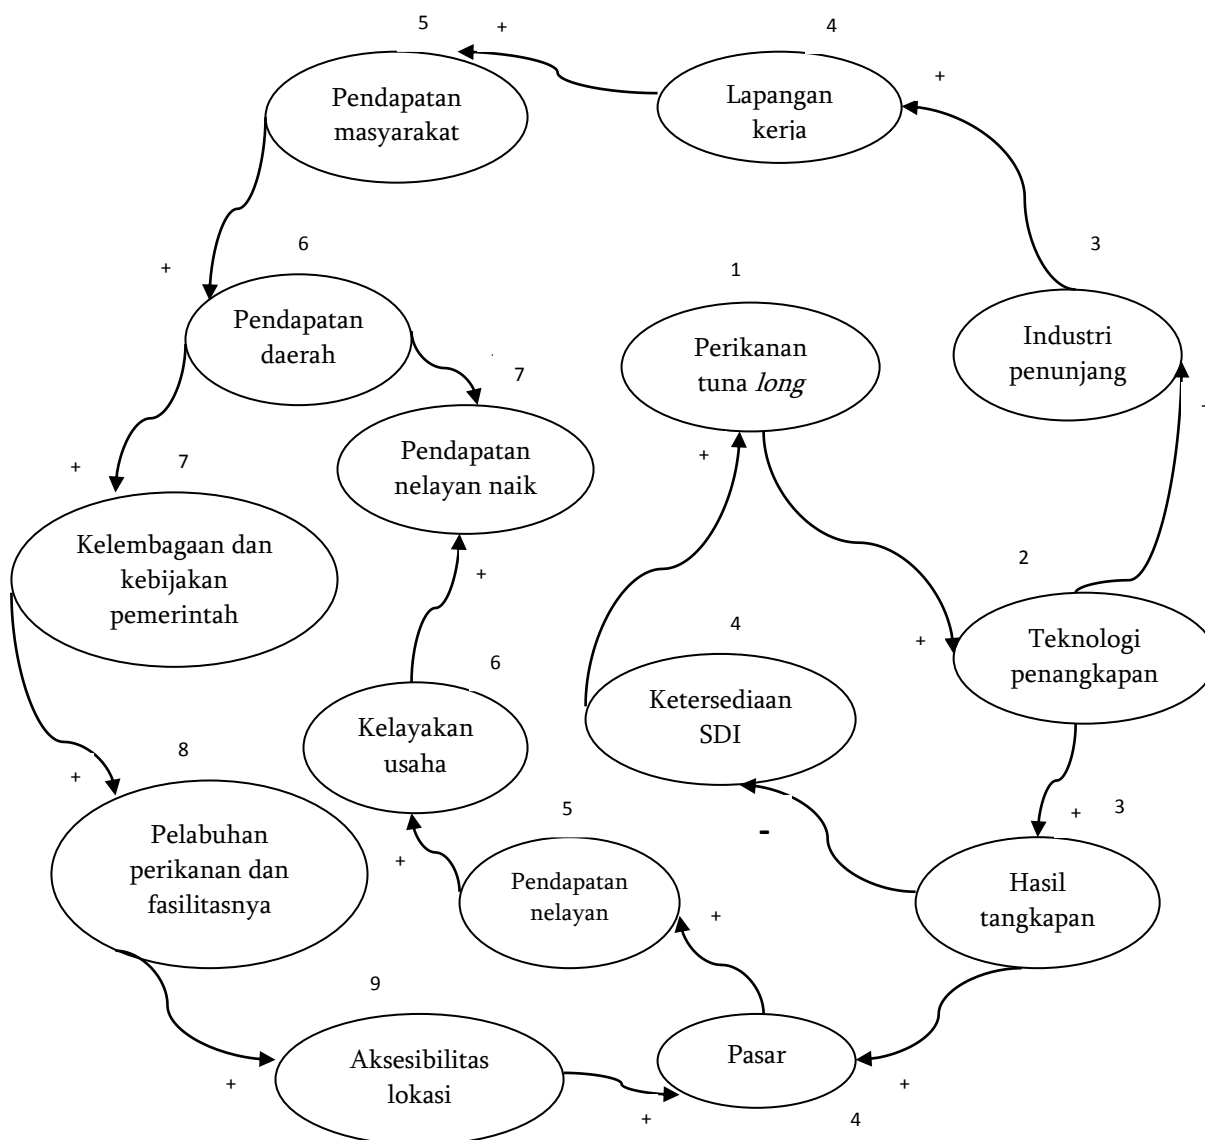 5
+
4
Pendapatan
masyarakat
Lapangan
kerja
+
+
6
Pendapatan
daerah
1
Perikanan
tuna long
3
Industri
penunjang
7
Pendapatan
nelayan naik
+
+
7
Kelembagaan dan
kebijakan
pemerintah
+
2
Teknologi
penangkapan
+
4
Ketersediaan
SDI
6
Kelayakan
usaha
+
8
Pelabuhan
perikanan dan
fasilitasnya
-
+
3
Hasil
tangkapan
5
Pendapatan
nelayan
+
+
9
Aksesibilitas
lokasi
+
Pasar
+
+
4